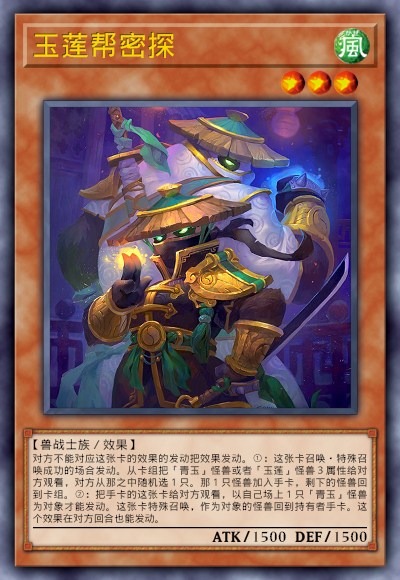 玉莲帮密探
風
【兽战士族／效果】
对方不能对应这张卡的效果的发动把效果发动。①：这张卡召唤・特殊召
唤成功的场合发动。从卡组把「青玉」怪兽或者「玉莲」怪兽３属性给对
方观看，对方从那之中随机选１只。那１只怪兽加入手卡，剩下的怪兽回
到卡组。②：把手卡的这张卡给对方观看，以自己场上１只「青玉」怪兽
为对象才能发动。这张卡特殊召唤，作为对象的怪兽回到持有者手卡。这
个效果在对方回合也能发动。
ATK/1500 DEF/1500